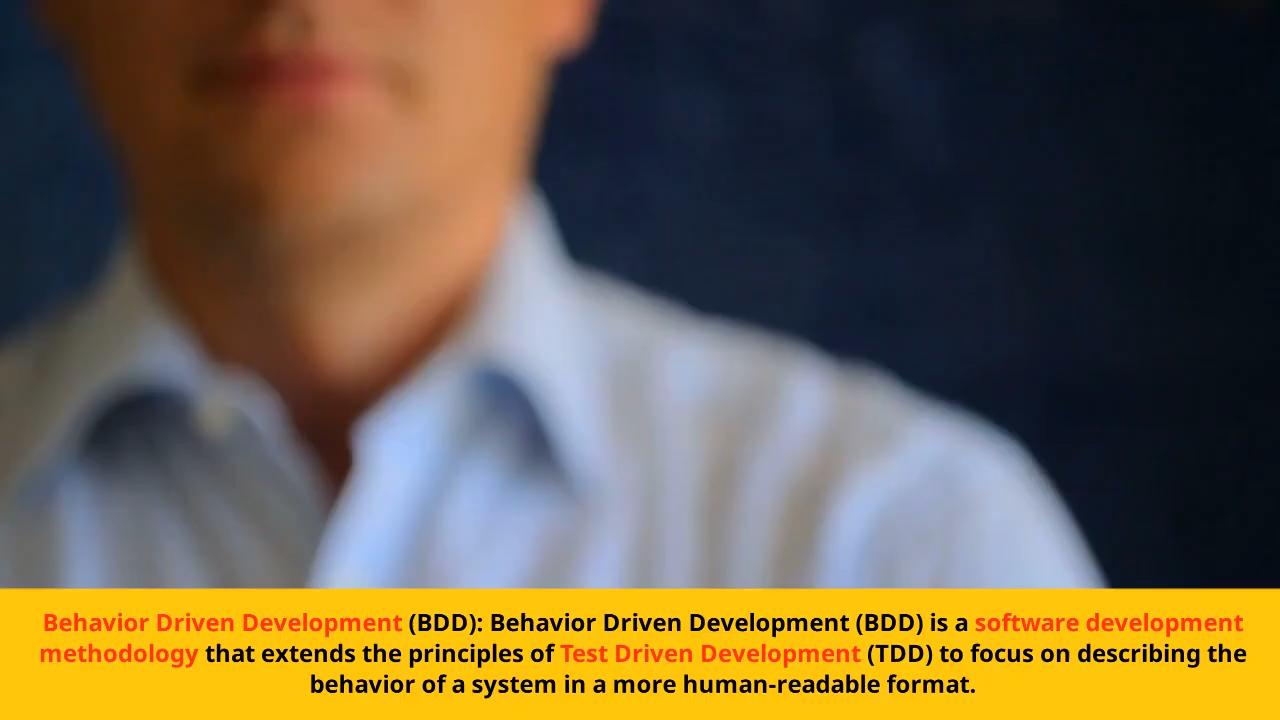 Behavior Driven Development (BDD): Behavior Driven Development (BDD) is a software development
methodology that extends the principles of Test Driven Development (TDD) to focus on describing the
behavior of a system in a more human-readable format.